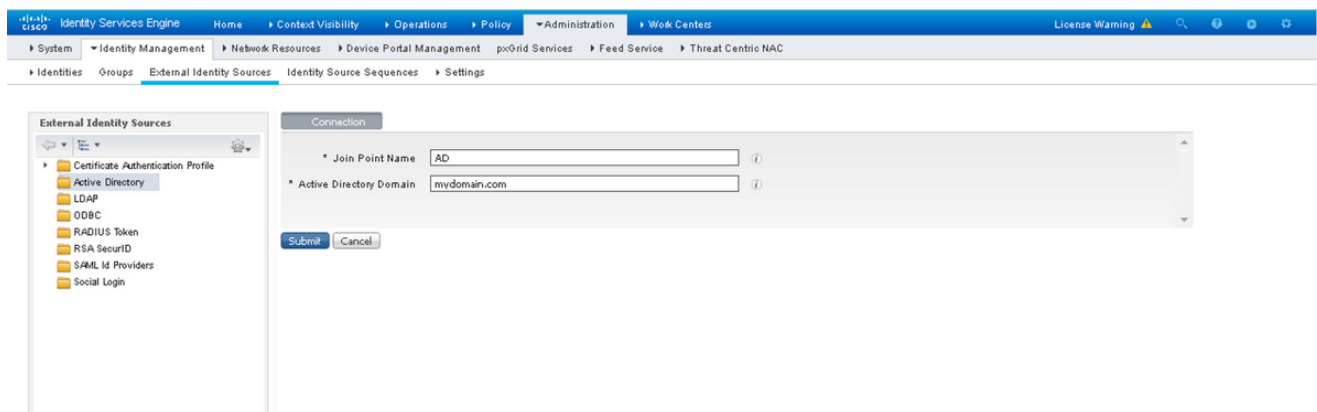 cisco Identity Services Engine Home Context Visibility Operations Policy Administration Work Centers License Warning
System Identity Management Network Resources Device Portal Management pxGrid Services Feed Service Threat Centric NAC
Identities Groups External Identity Sources Identity Source Sequences Settings
External Identity Sources
Certificate Authentication Profile
Active Directory
LDAP
ODBC
RADIUS Token
RSA SecurID
SAML Id Providers
Social Login
Connection
* Join Point Name AD
* Active Directory Domain mydomain.com
Submit Cancel